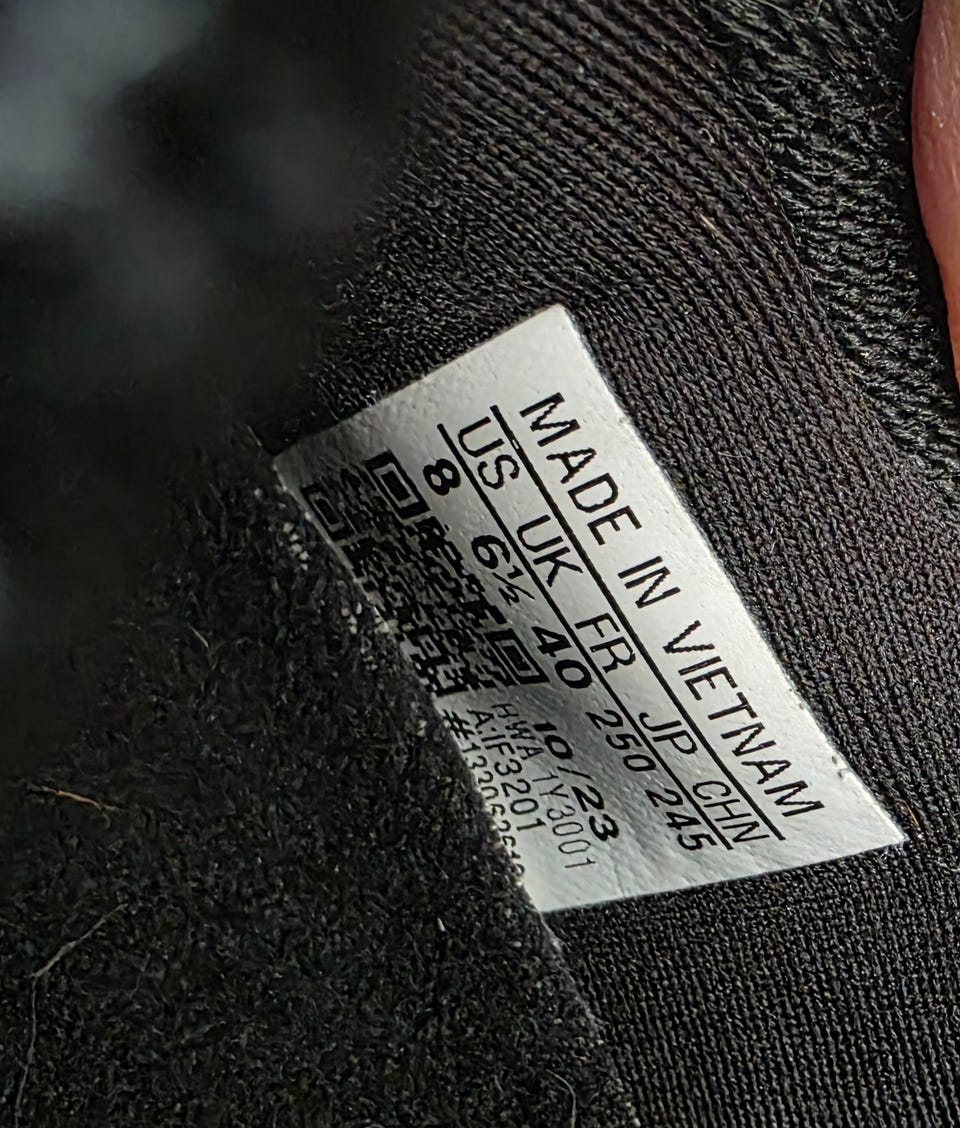 MADE IN VIETNAM
US UK FR JP CHN
8 6½ 40 250 245
10/23
HWA 1Y3001
A.IF3201